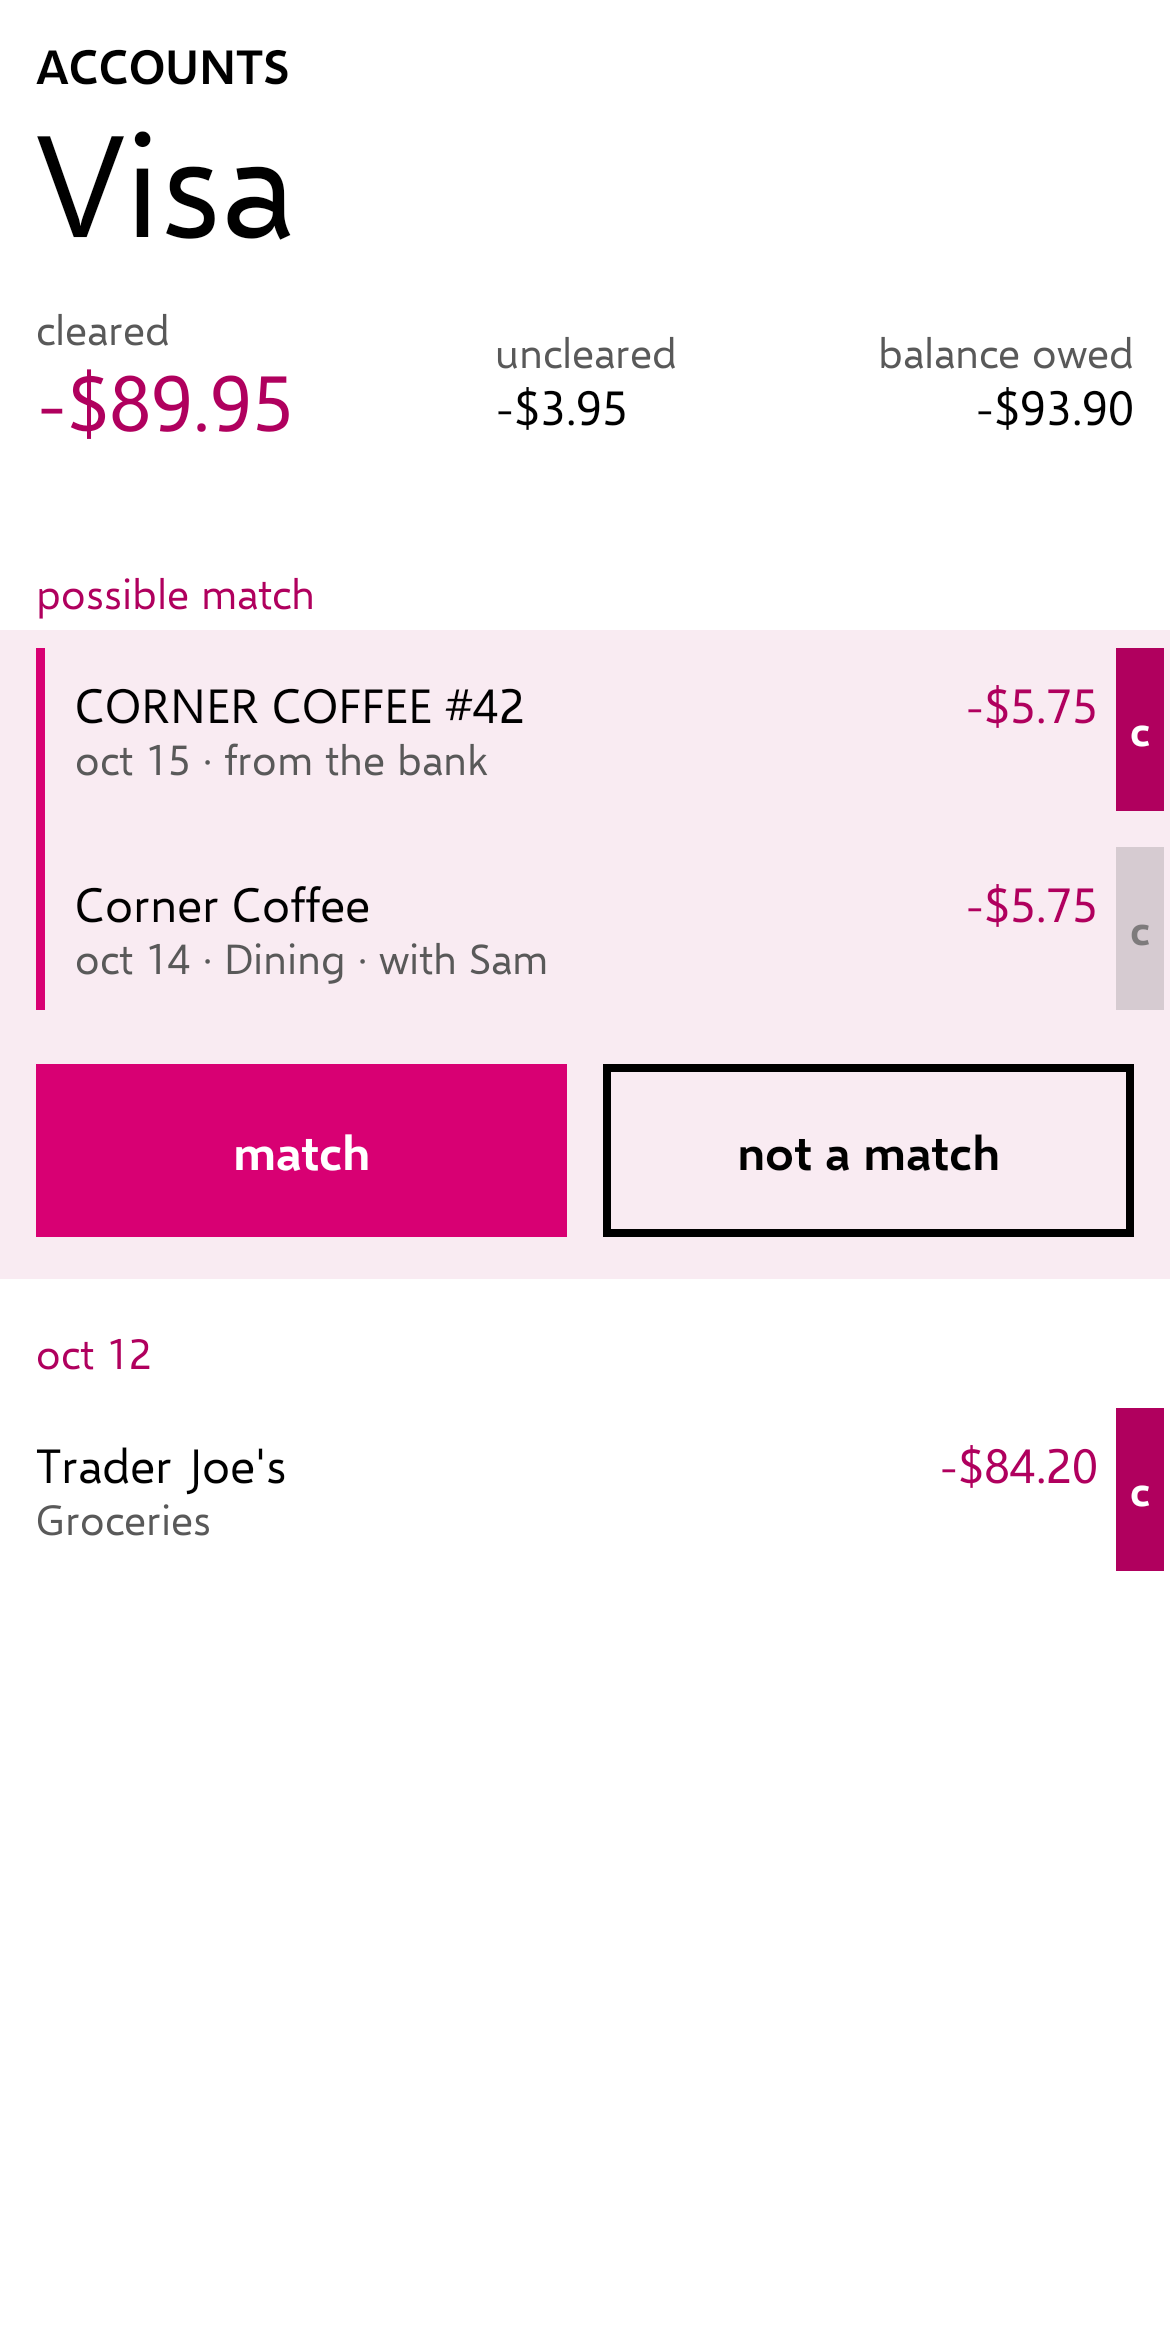 ACCOUNTS
Visa
cleared
-$89.95
uncleared
-$3.95
balance owed
-$93.90
possible match
CORNER COFFEE #42
-$5.75
c
oct 15 · from the bank
Corner Coffee
-$5.75
c
oct 14 · Dining · with Sam
match
not a match
oct 12
Trader Joe's
-$84.20
c
Groceries